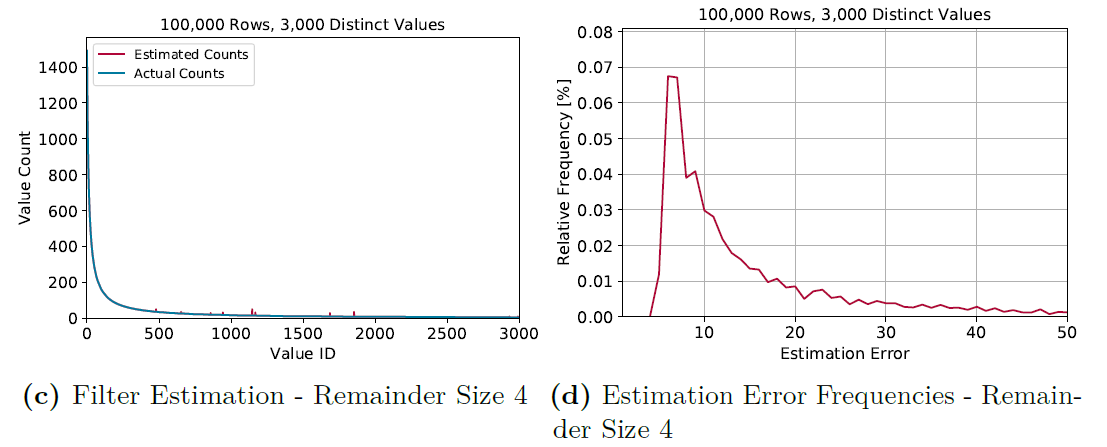 100,000 Rows, 3,000 Distinct Values
Estimated Counts
Actual Counts
Value Count
1400
1200
1000
800
600
400
200
0
0 500 1000 1500 2000 2500 3000
Value ID
(c) Filter Estimation - Remainder Size 4
100,000 Rows, 3,000 Distinct Values
Relative Frequency [%]
0.08
0.07
0.06
0.05
0.04
0.03
0.02
0.01
0.00
10 20 30 40 50
Estimation Error
(d) Estimation Error Frequencies - Remain-
der Size 4